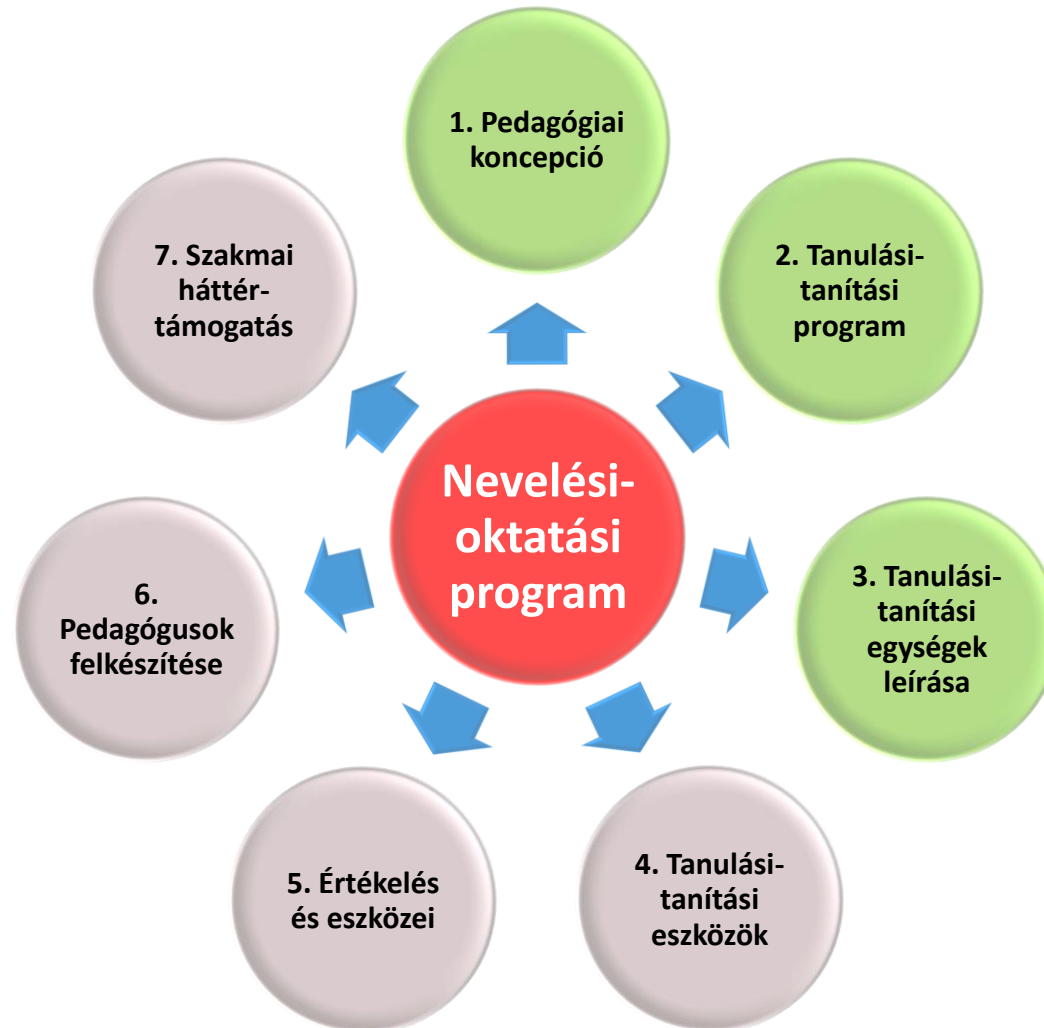 1. Pedagógiai
koncepció
2. Tanulási-
tanítási
program
3. Tanulási-
tanítási
egységek
leírása
4. Tanulási-
tanítási
eszközök
5. Értékelés
és eszközei
6.
Pedagógusok
felkészítése
7. Szakmai
háttér-
támogatás
Nevelési-
oktatási
program